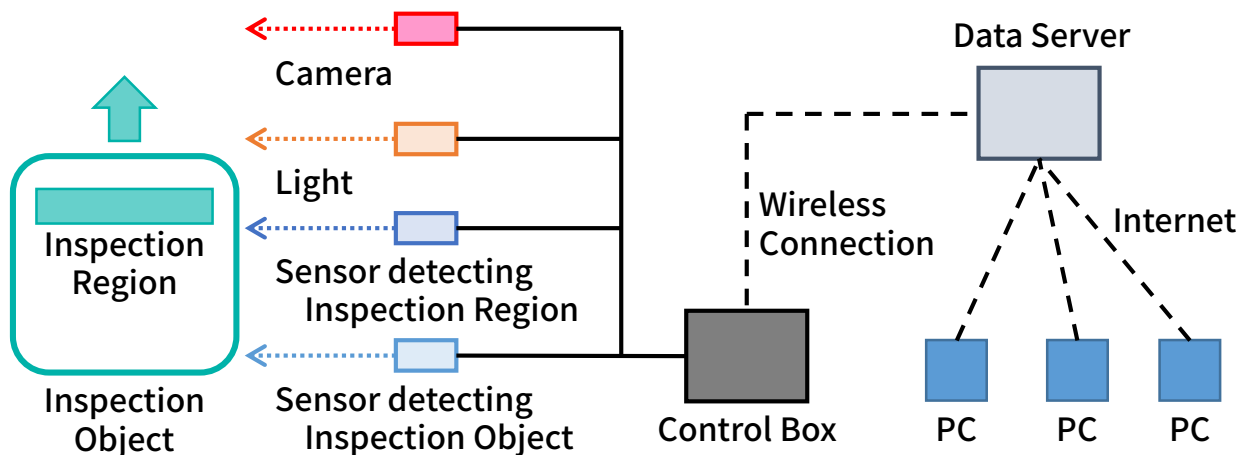 Data Server
Camera
Light
Wireless
Connection
Internet
Inspection
Region
Sensor detecting
Inspection Region
Inspection
Object
Sensor detecting
Inspection Object
Control Box
PC
PC
PC